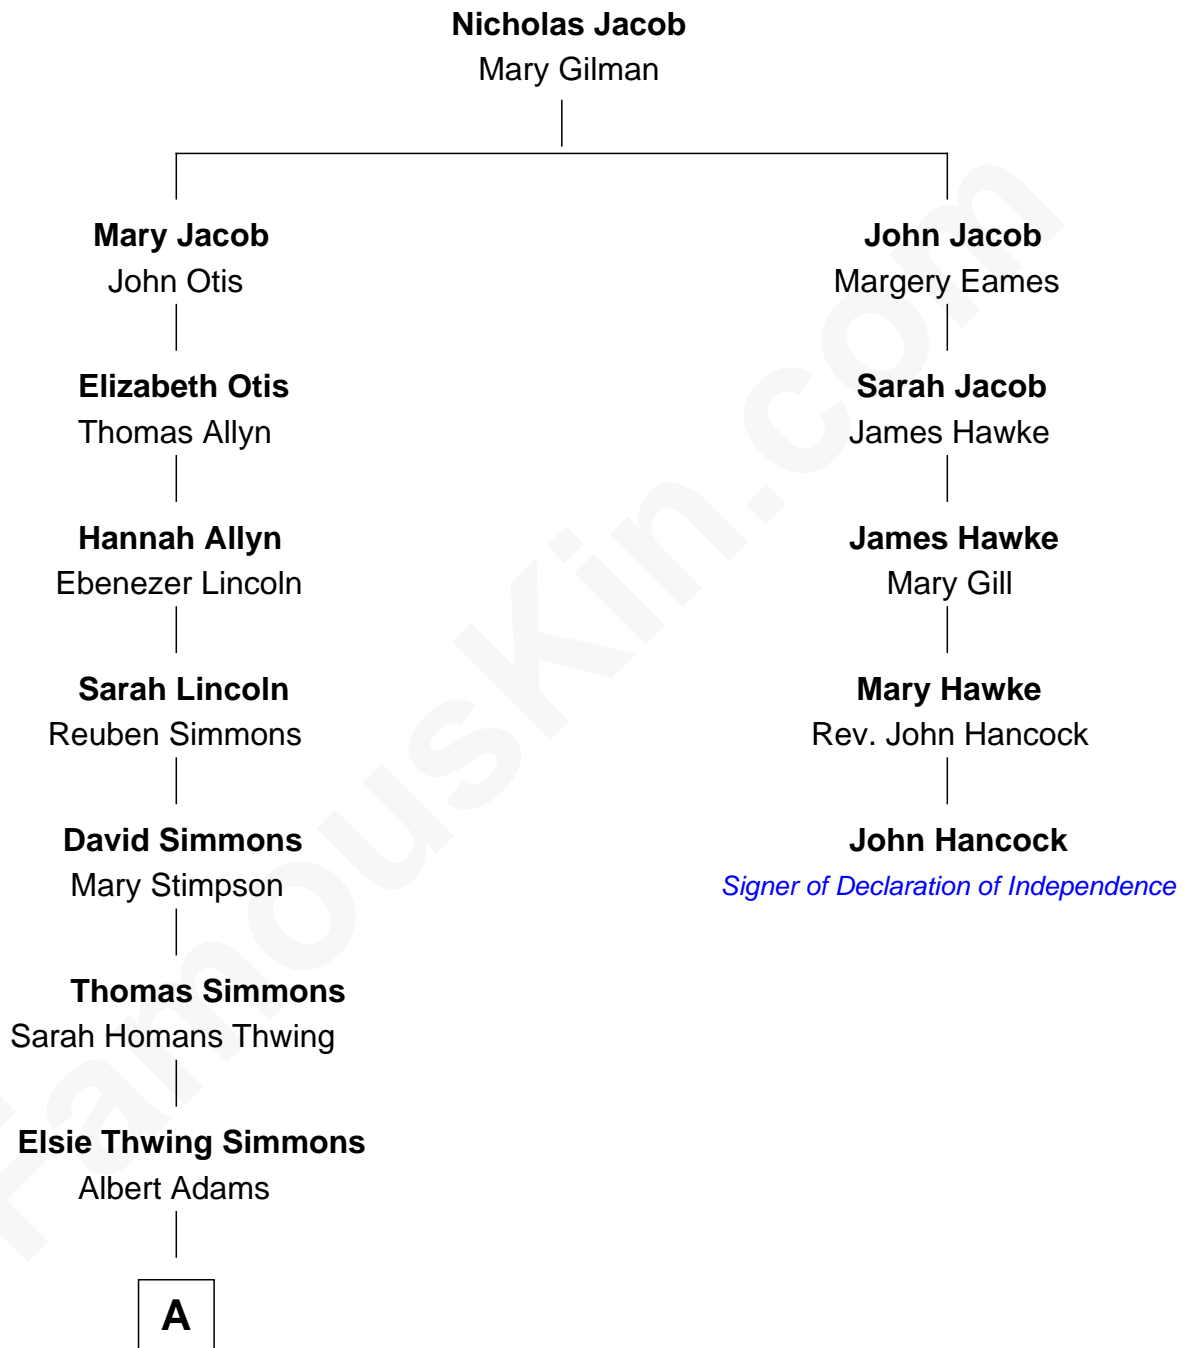 Nicholas Jacob
Mary Gilman
Mary Jacob
John Otis
John Jacob
Margery Eames
Elizabeth Otis
Thomas Allyn
Sarah Jacob
James Hawke
Hannah Allyn
Ebenezer Lincoln
James Hawke
Mary Gill
Sarah Lincoln
Reuben Simmons
Mary Hawke
Rev. John Hancock
David Simmons
Mary Stimpson
John Hancock
Signer of Declaration of Independence
Thomas Simmons
Sarah Homans Thwing
Elsie Thwing Simmons
Albert Adams
A
FamousKin.com